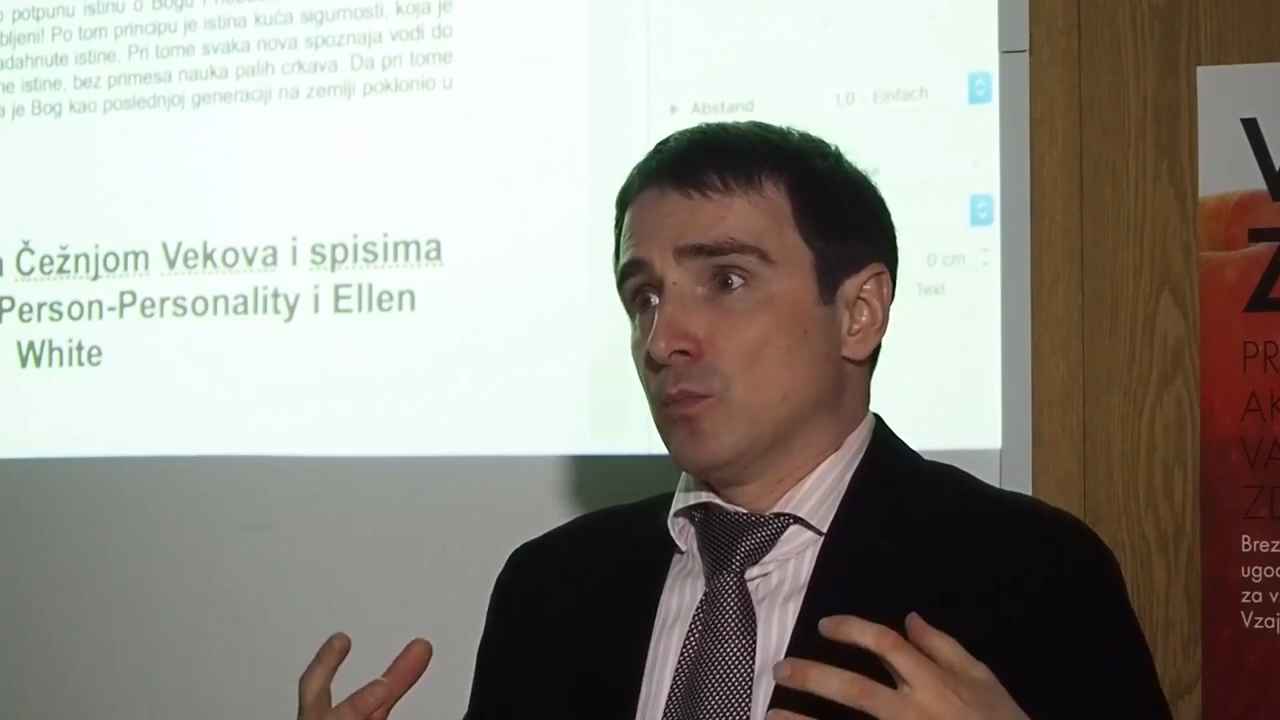 potpunu istinu o Bogu i
bljeni! Po tom principu je istina kuća sigurnosti, koja je
adahnute istine. Pri tome svaka nova spoznaja vodi do
ne istine, bez primesa nauka palih crkava. Da pri tome
a je Bog kao poslednjoj generaciji na zemlji poklonio u
Čežnjom Vekova i spisima
Person-Personality i Ellen
White
Abstand 1,0 - Einfach
0 cm
Text
V
Z
PR
AK
VA
ZD
Brez
ugod
za v
Vzaj